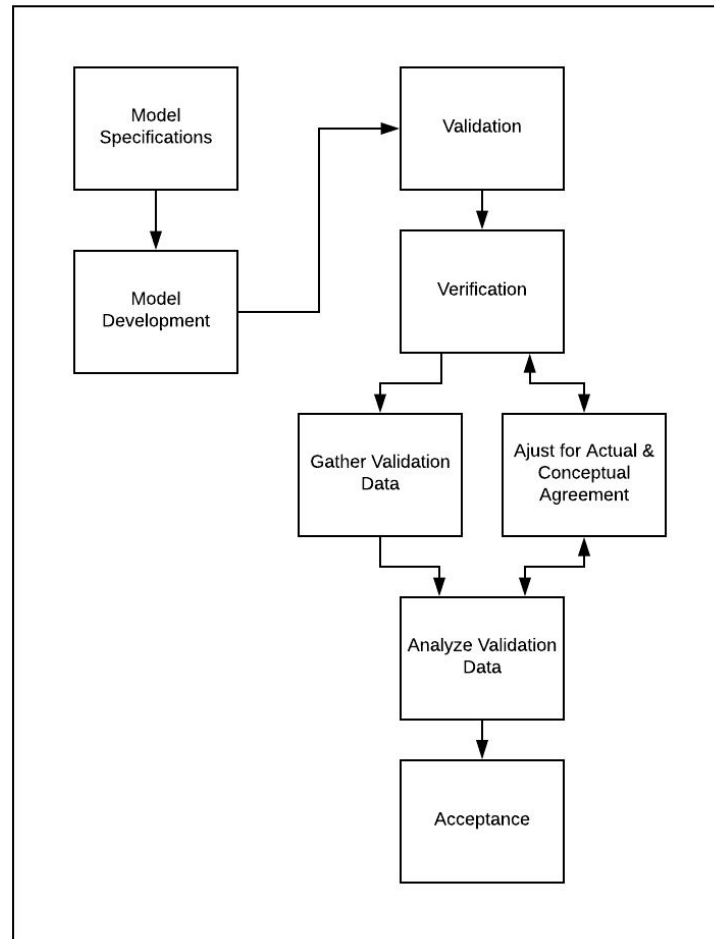 Model
Specifications
Model
Development
Validation
Verification
Gather Validation
Data
Ajust for Actual &
Conceptual
Agreement
Analyze Validation
Data
Acceptance